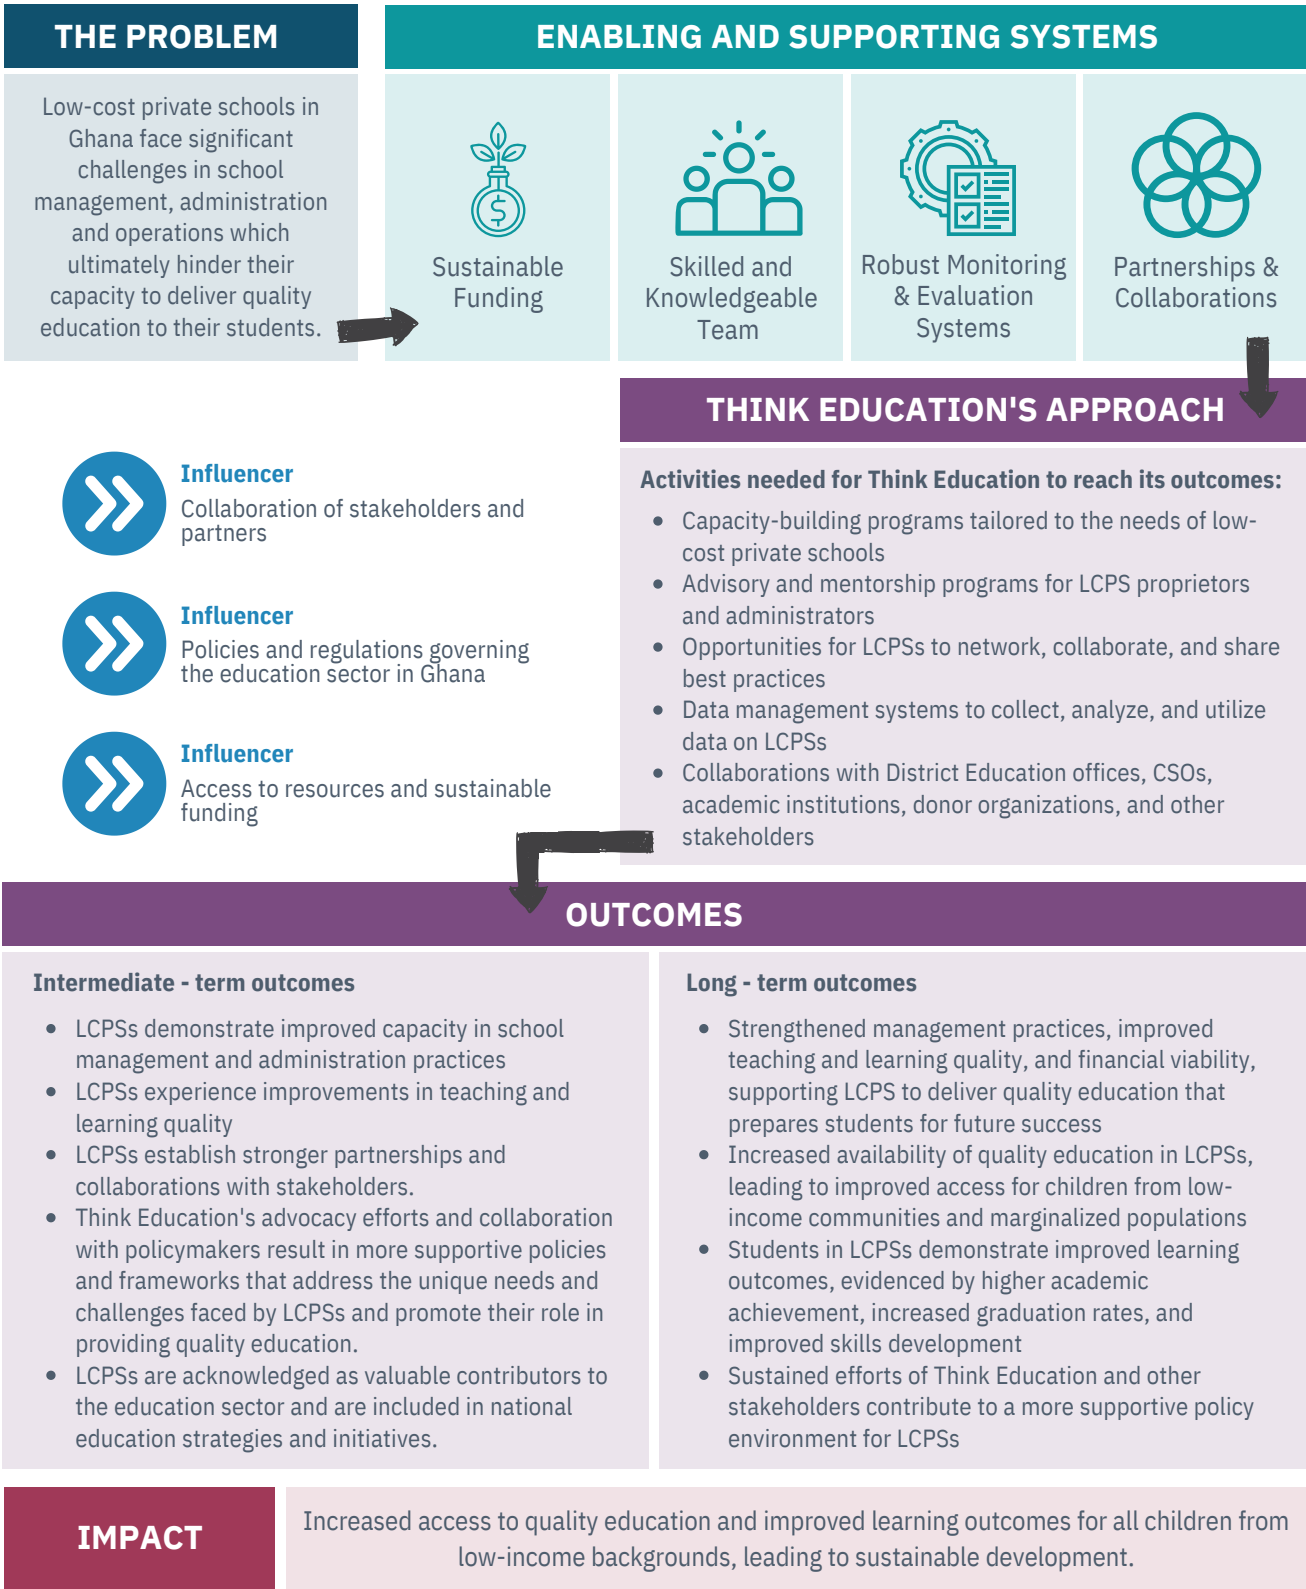 THE PROBLEM
Low-cost private schools in
Ghana face significant
challenges in school
management, administration
and operations which
ultimately hinder their
capacity to deliver quality
education to their students.
ENABLING AND SUPPORTING SYSTEMS
$
Sustainable
Funding
Skilled and
Knowledgeable
Team
Robust Monitoring
& Evaluation
Systems
Partnerships &
Collaborations
THINK EDUCATION'S APPROACH
Activities needed for Think Education to reach its outcomes:
• Capacity-building programs tailored to the needs of low-
cost private schools
• Advisory and mentorship programs for LCPS proprietors
and administrators
• Opportunities for LCPSs to network, collaborate, and share
best practices
• Data management systems to collect, analyze, and utilize
data on LCPSs
• Collaborations with District Education offices, CSOs,
academic institutions, donor organizations, and other
stakeholders
Influencer
Collaboration of stakeholders and
partners
Influencer
Policies and regulations governing
the education sector in Ghana
Influencer
Access to resources and sustainable
funding
OUTCOMES
Intermediate - term outcomes
• LCPSs demonstrate improved capacity in school
management and administration practices
• LCPSs experience improvements in teaching and
learning quality
• LCPSs establish stronger partnerships and
collaborations with stakeholders.
• Think Education's advocacy efforts and collaboration
with policymakers result in more supportive policies
and frameworks that address the unique needs and
challenges faced by LCPSs and promote their role in
providing quality education.
• LCPSs are acknowledged as valuable contributors to
the education sector and are included in national
education strategies and initiatives.
Long - term outcomes
• Strengthened management practices, improved
teaching and learning quality, and financial viability,
supporting LCPS to deliver quality education that
prepares students for future success
• Increased availability of quality education in LCPSs,
leading to improved access for children from low-
income communities and marginalized populations
• Students in LCPSs demonstrate improved learning
outcomes, evidenced by higher academic
achievement, increased graduation rates, and
improved skills development
• Sustained efforts of Think Education and other
stakeholders contribute to a more supportive policy
environment for LCPSs
IMPACT
Increased access to quality education and improved learning outcomes for all children from
low-income backgrounds, leading to sustainable development.